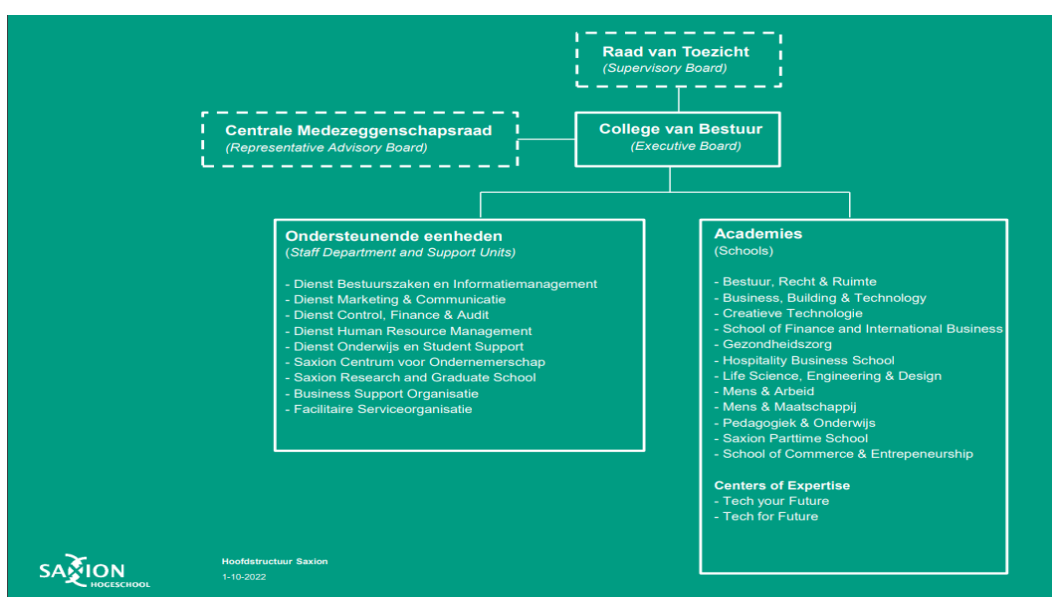 Raad van Toezicht
(Supervisory Board)
Centrale Medezeggenschapsraad
(Representative Advisory Board)
College van Bestuur
(Executive Board)
Ondersteunende eenheden
(Staff Department and Support Units)
- Dienst Bestuurszaken en Informatiemanagement
- Dienst Marketing & Communicatie
- Dienst Control, Finance & Audit
- Dienst Human Resource Management
- Dienst Onderwijs en Student Support
- Saxion Centrum voor Ondernemerschap
- Saxion Research and Graduate School
- Business Support Organisatie
- Facilitaire Serviceorganisatie
Academies
(Schools)
- Bestuur, Recht & Ruimte
- Business, Building & Technology
- Creatieve Technologie
- School of Finance and International Business
- Gezondheidszorg
- Hospitality Business School
- Life Science, Engineering & Design
- Mens & Arbeid
- Mens & Maatschappij
- Pedagogiek & Onderwijs
- Saxion Parttime School
- School of Commerce & Entrepeneurship
Centers of Expertise
- Tech your Future
- Tech for Future
SAXION
HOGESCHOOL
Hoofdstructuur Saxion
1-10-2022